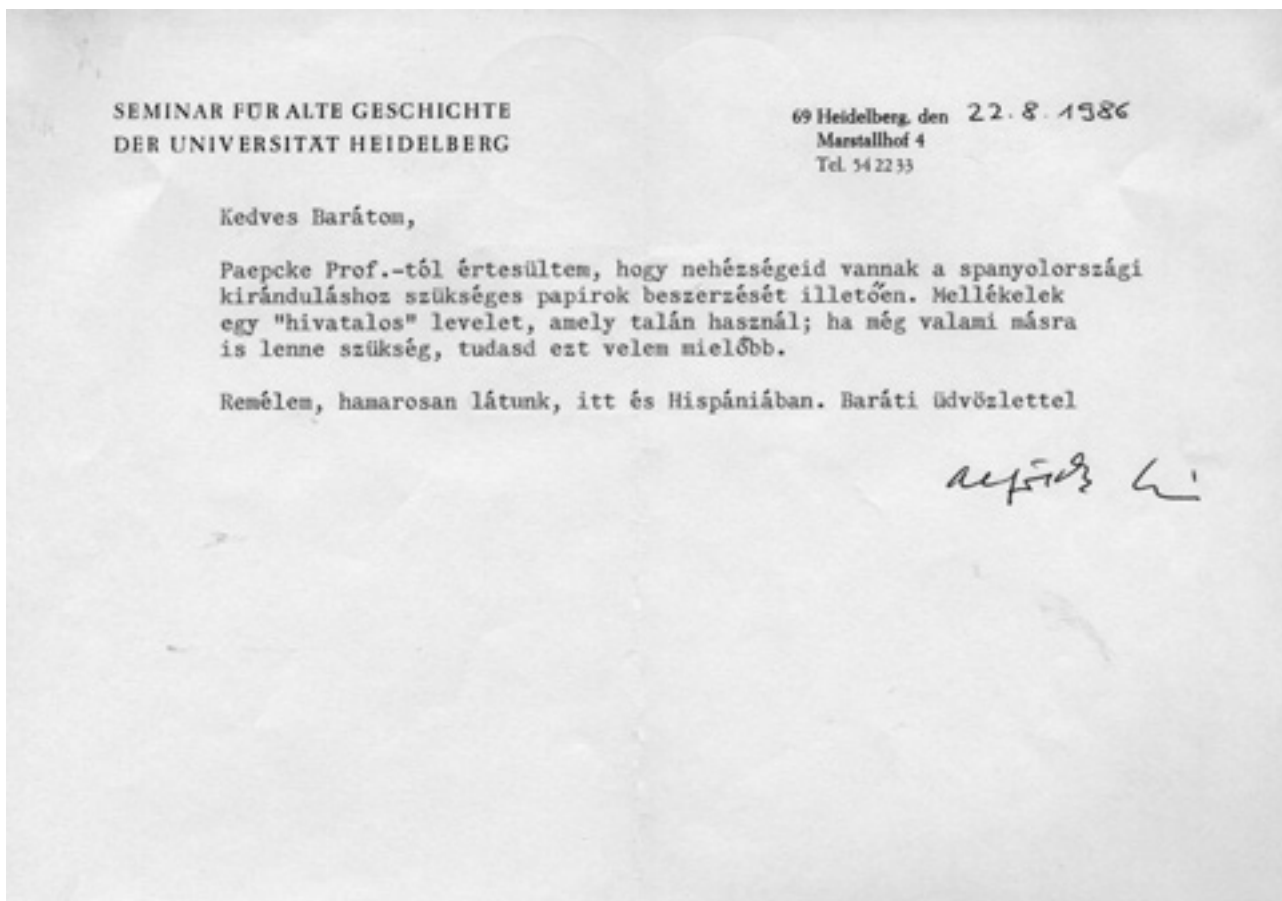 SEMINAR FÜR ALTE GESCHICHTE
DER UNIVERSITÄT HEIDELBERG
69 Heidelberg, den 22.8.1986
Marstallhof 4
Tel. 54 22 33
Kedves Barátom,
Paepcke Prof.-tól értesültem, hogy nehézségeid vannak a spanyolországi
kiránduláshoz szükséges papirok beszerzését illetően. Mellékelek
egy "hivatalos" levelet, amely talán használ; ha még valami másra
is lenne szükség, tudasd ezt velem mielőbb.
Remélem, hamarosan látunk, itt és Hispániában. Baráti üdvözlettel